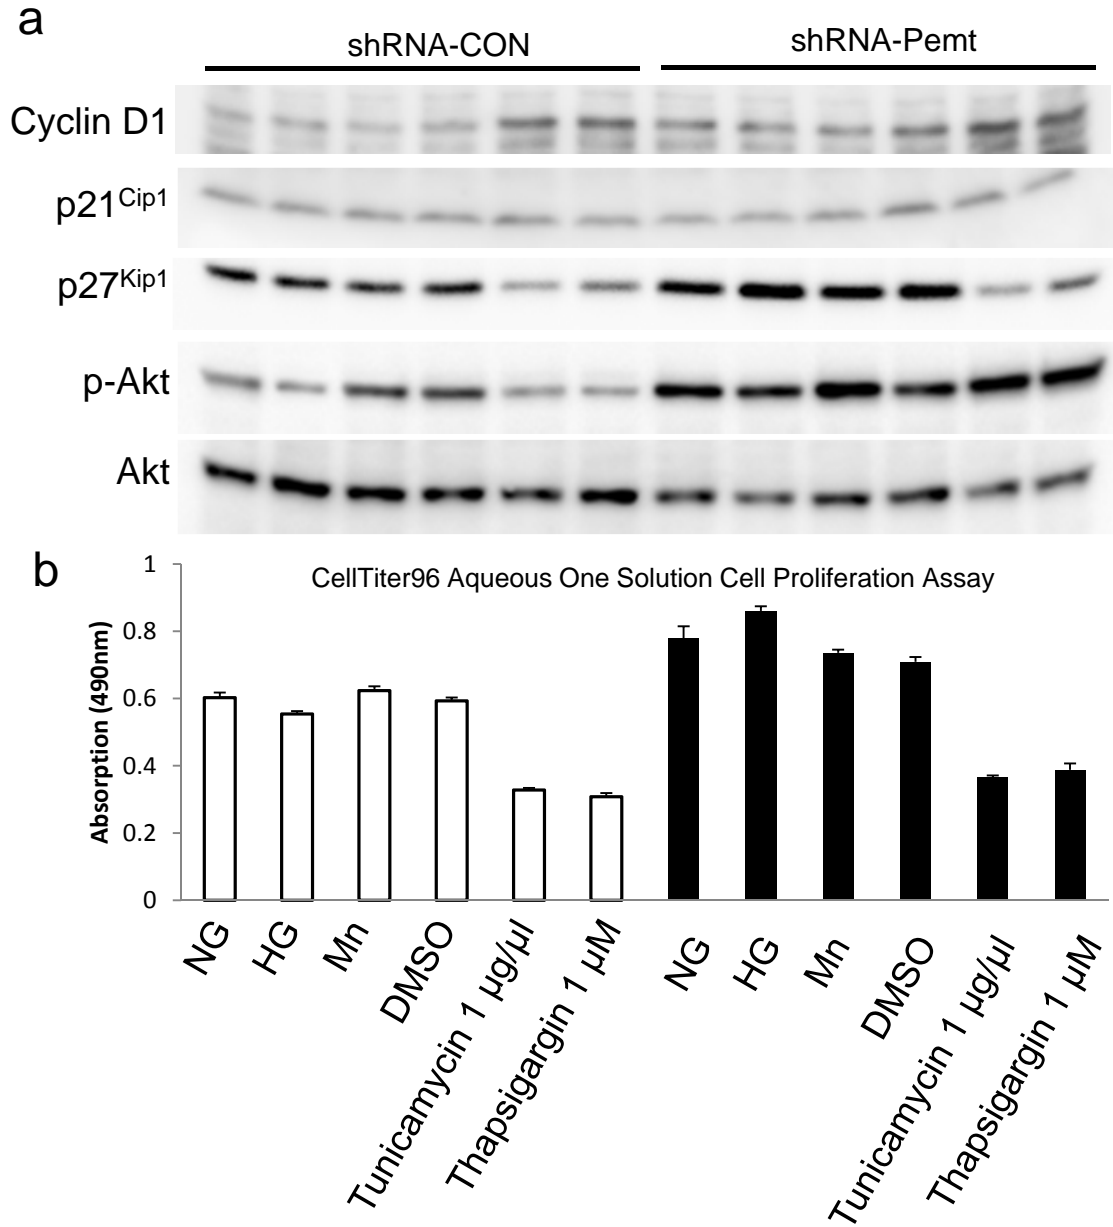 a
shRNA-CON
shRNA-Pemt
Cyclin D1
p21Cip1
p27Kip1
p-Akt
Akt
b
CellTiter96 Aqueous One Solution Cell Proliferation Assay
Absorption (490nm)
1
0.8
0.6
0.4
0.2
0
NG
HG
Mn
DMSO
Tunicamycin 1 µg/µl
Thapsigargin 1 µM
NG
HG
Mn
DMSO
Tunicamycin 1 µg/µl
Thapsigargin 1 µM